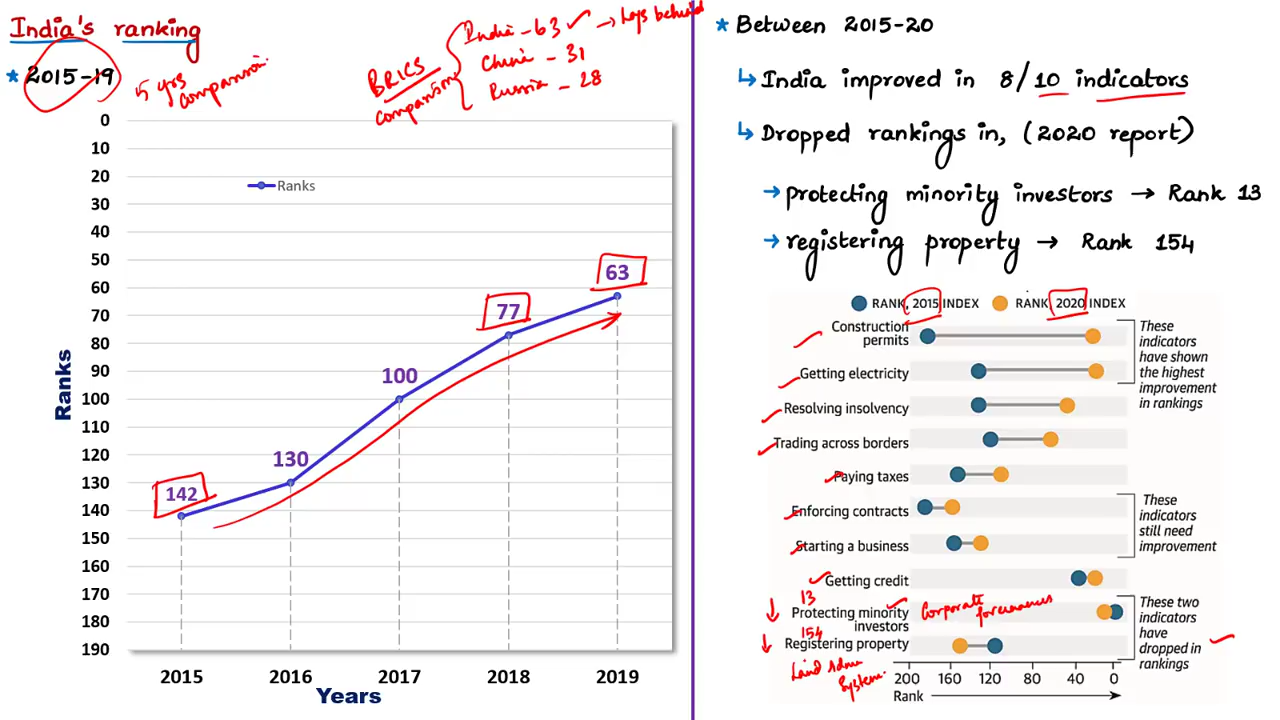 India's ranking
* 2015-19
5 yrs
comparison
BRICS
comparison
India - 63 ✓ → lags behind
China - 31
Russia - 28
0
10
20
30
40
50
60
70
80
90
100
110
120
130
140
150
160
170
180
190
Ranks
Ranks
142
130
100
77
63
2015 2016 2017 2018 2019
Years
* Between 2015-20
↳ India improved in 8/10 indicators
↳ Dropped rankings in, (2020 report)
→ protecting minority investors → Rank 13
→ registering property → Rank 154
RANK, 2015 INDEX RANK 2020 INDEX
Construction
permits
Getting electricity
Resolving insolvency
Trading across borders
Paying taxes
Enforcing contracts
Starting a business
Getting credit
13
Protecting minority
investors
Corporate
154
Registering property
Land Admn
System
These
indicators
have shown
the highest
improvement
in rankings
These
indicators
still need
improvement
These two
indicators
have
dropped in
rankings
200 160 120 80 40 0
Rank